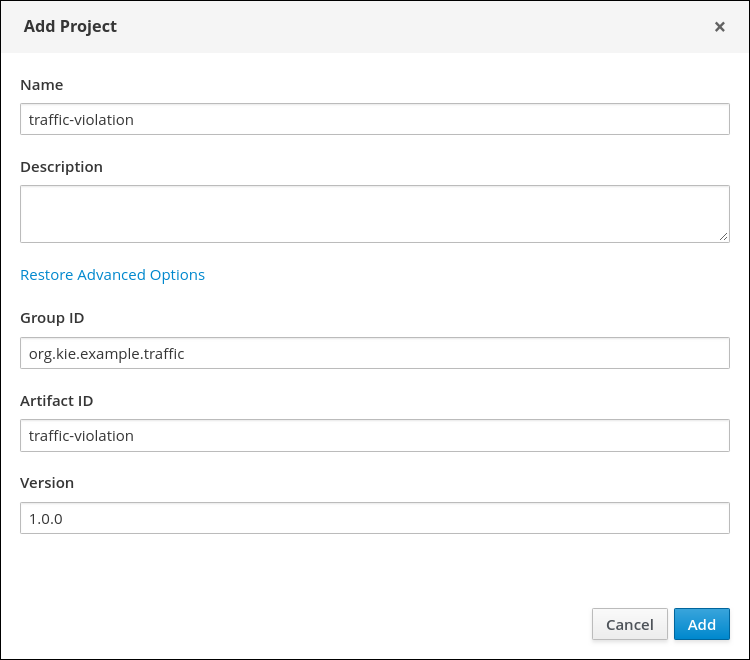 Add Project
×
Name
traffic-violation
Description
Restore Advanced Options
Group ID
org.kie.example.traffic
Artifact ID
traffic-violation
Version
1.0.0
Cancel Add